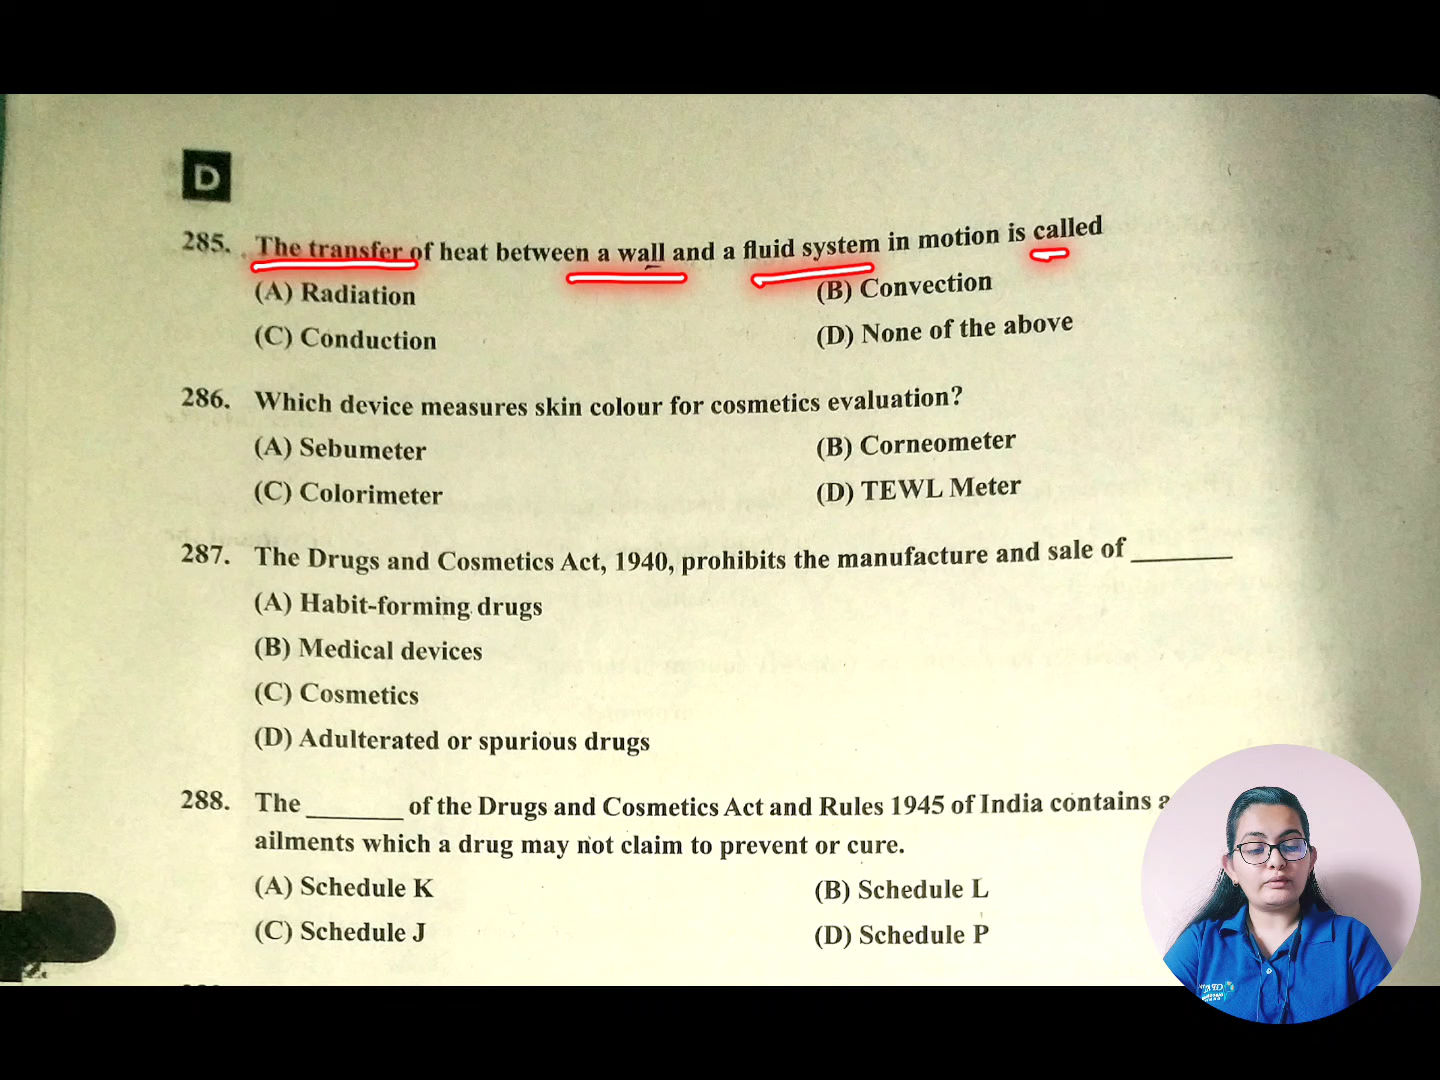 D
285. The transfer of heat between a wall and a fluid system in motion is called
(A) Radiation (B) Convection
(C) Conduction (D) None of the above
286. Which device measures skin colour for cosmetics evaluation?
(A) Sebumeter (B) Corneometer
(C) Colorimeter (D) TEWL Meter
287. The Drugs and Cosmetics Act, 1940, prohibits the manufacture and sale of ________
(A) Habit-forming drugs
(B) Medical devices
(C) Cosmetics
(D) Adulterated or spurious drugs
288. The ________ of the Drugs and Cosmetics Act and Rules 1945 of India contains
ailments which a drug may not claim to prevent or cure.
(A) Schedule K (B) Schedule L
(C) Schedule J (D) Schedule P